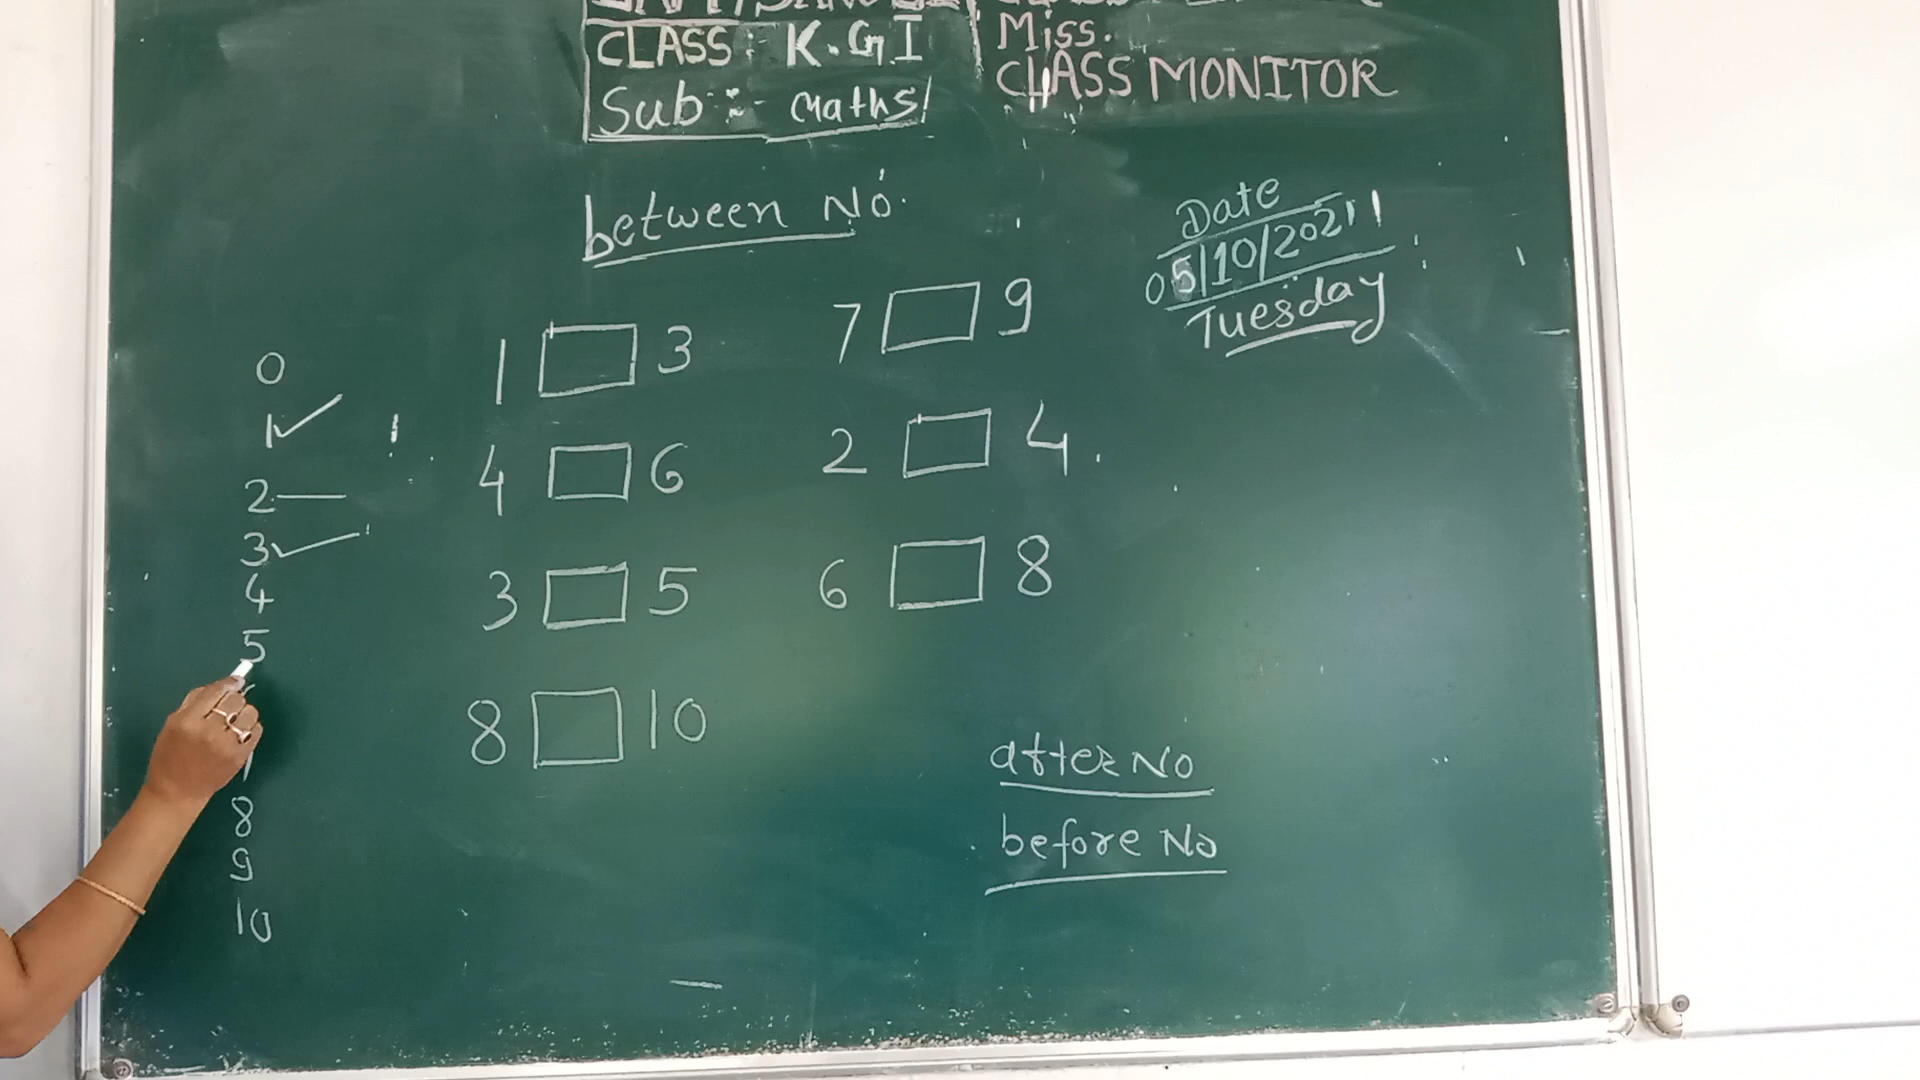 CLASS: K.G.I
Sub :- Maths
Miss.
CLASS MONITOR
between No.
Date
05/10/2021
Tuesday
1 3
7 9
4 6
2 4
3 5
6 8
8 10
0
1
2
3
4
5
8
9
10
after No
before No